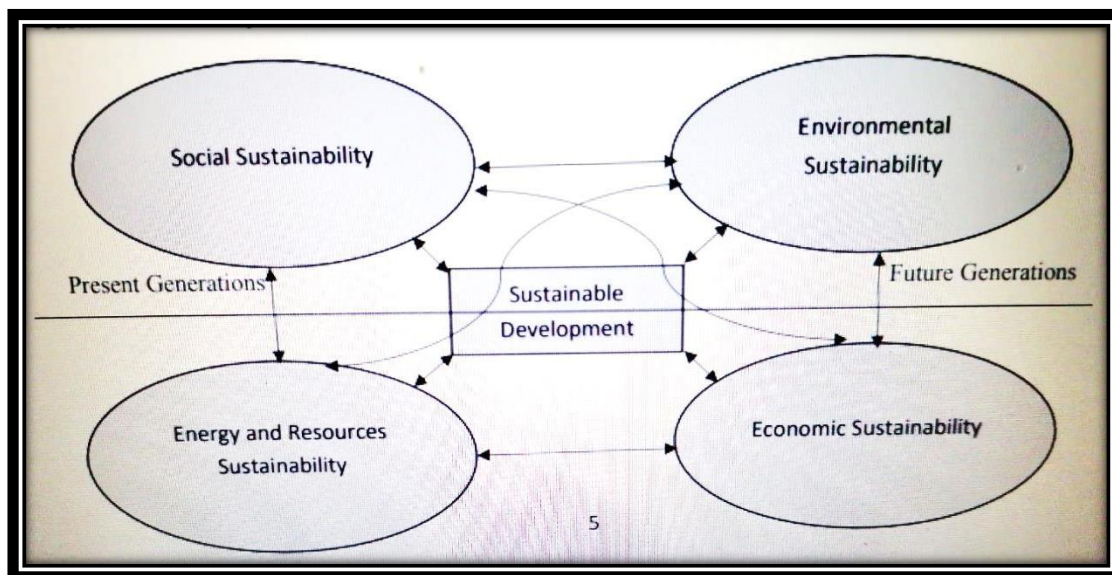 Social Sustainability
Environmental
Sustainability
Present Generations
Future Generations
Sustainable
Development
Energy and Resources
Sustainability
Economic Sustainability
5